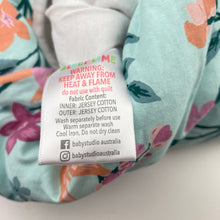 WARNING:
KEEP AWAY FROM
HEAT & FLAME
do not use with quilt
Fabric Content:
INNER: JERSEY COTTON
OUTER: JERSEY COTTON
Wash separately before use
Warm separate wash
Cool Iron, Do not dry clean
babystudioaustralia
babystudio.australia